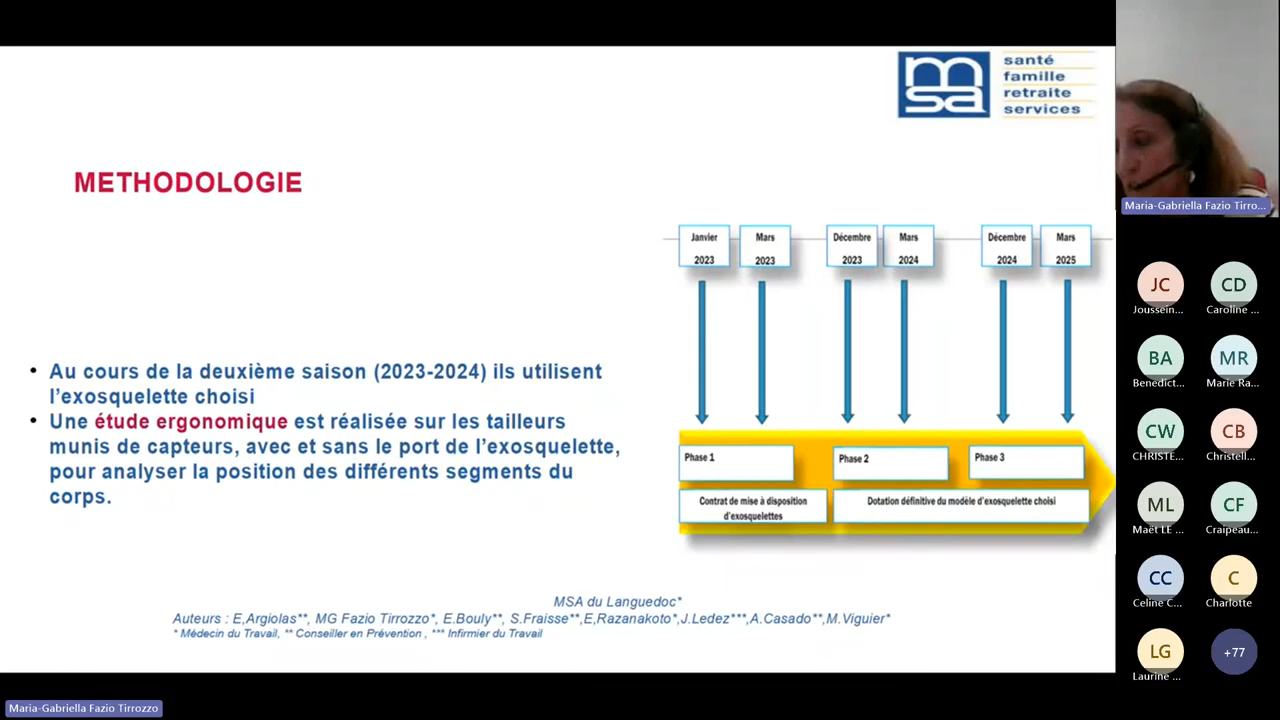 msa
santé
famille
retraite
services
METHODOLOGIE
Janvier
2023
Mars
2023
Décembre
2023
Mars
2024
Décembre
2024
Mars
2025
• Au cours de la deuxième saison (2023-2024) ils utilisent
l'exosquelette choisi
• Une étude ergonomique est réalisée sur les tailleurs
munis de capteurs, avec et sans le port de l'exosquelette,
pour analyser la position des différents segments du
corps.
Phase 1
Phase 2
Phase 3
Contrat de mise à disposition
d'exosquelettes
Dotation définitive du modèle d'exosquelette choisi
MSA du Languedoc*
Auteurs : E,Argiolas**, MG Fazio Tirrozzo*, E.Bouly**, S.Fraisse**,E,Razanakoto*,J.Ledez***,A.Casado**,M.Viguier*
* Médecin du Travail, ** Conseiller en Prévention , *** Infirmier du Travail
Maria-Gabriella Fazio Tirro...
JC
Joussein...
CD
Caroline ...
BA
Benedict...
MR
Marie Ra...
CW
CHRISTE...
CB
Christell...
ML
Maët LE ...
CF
Craipeau...
CC
Celine C...
C
Charlotte
LG
Laurine ...
+77
Maria-Gabriella Fazio Tirrozzo